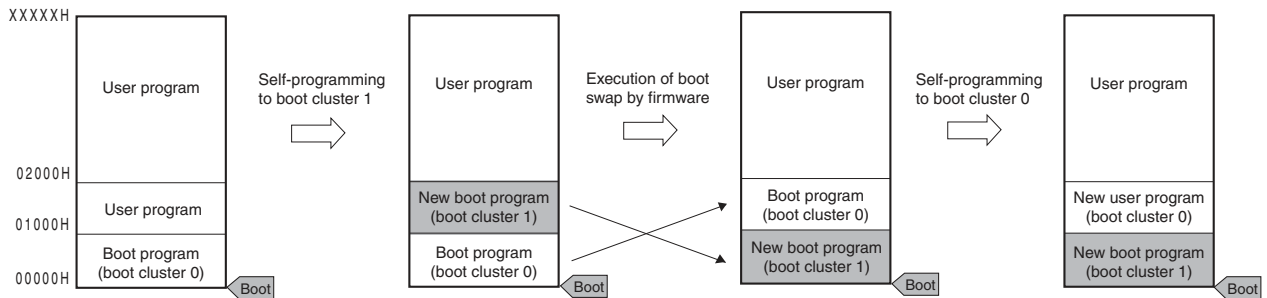 XXXXXH
User program
02000H
User program
01000H
Boot program
(boot cluster 0)
00000H
Boot
Self-programming
to boot cluster 1
User program
New boot program
(boot cluster 1)
Boot program
(boot cluster 0)
Boot
Execution of boot
swap by firmware
User program
Boot program
(boot cluster 0)
New boot program
(boot cluster 1)
Boot
Self-programming
to boot cluster 0
User program
New user program
(boot cluster 0)
New boot program
(boot cluster 1)
Boot